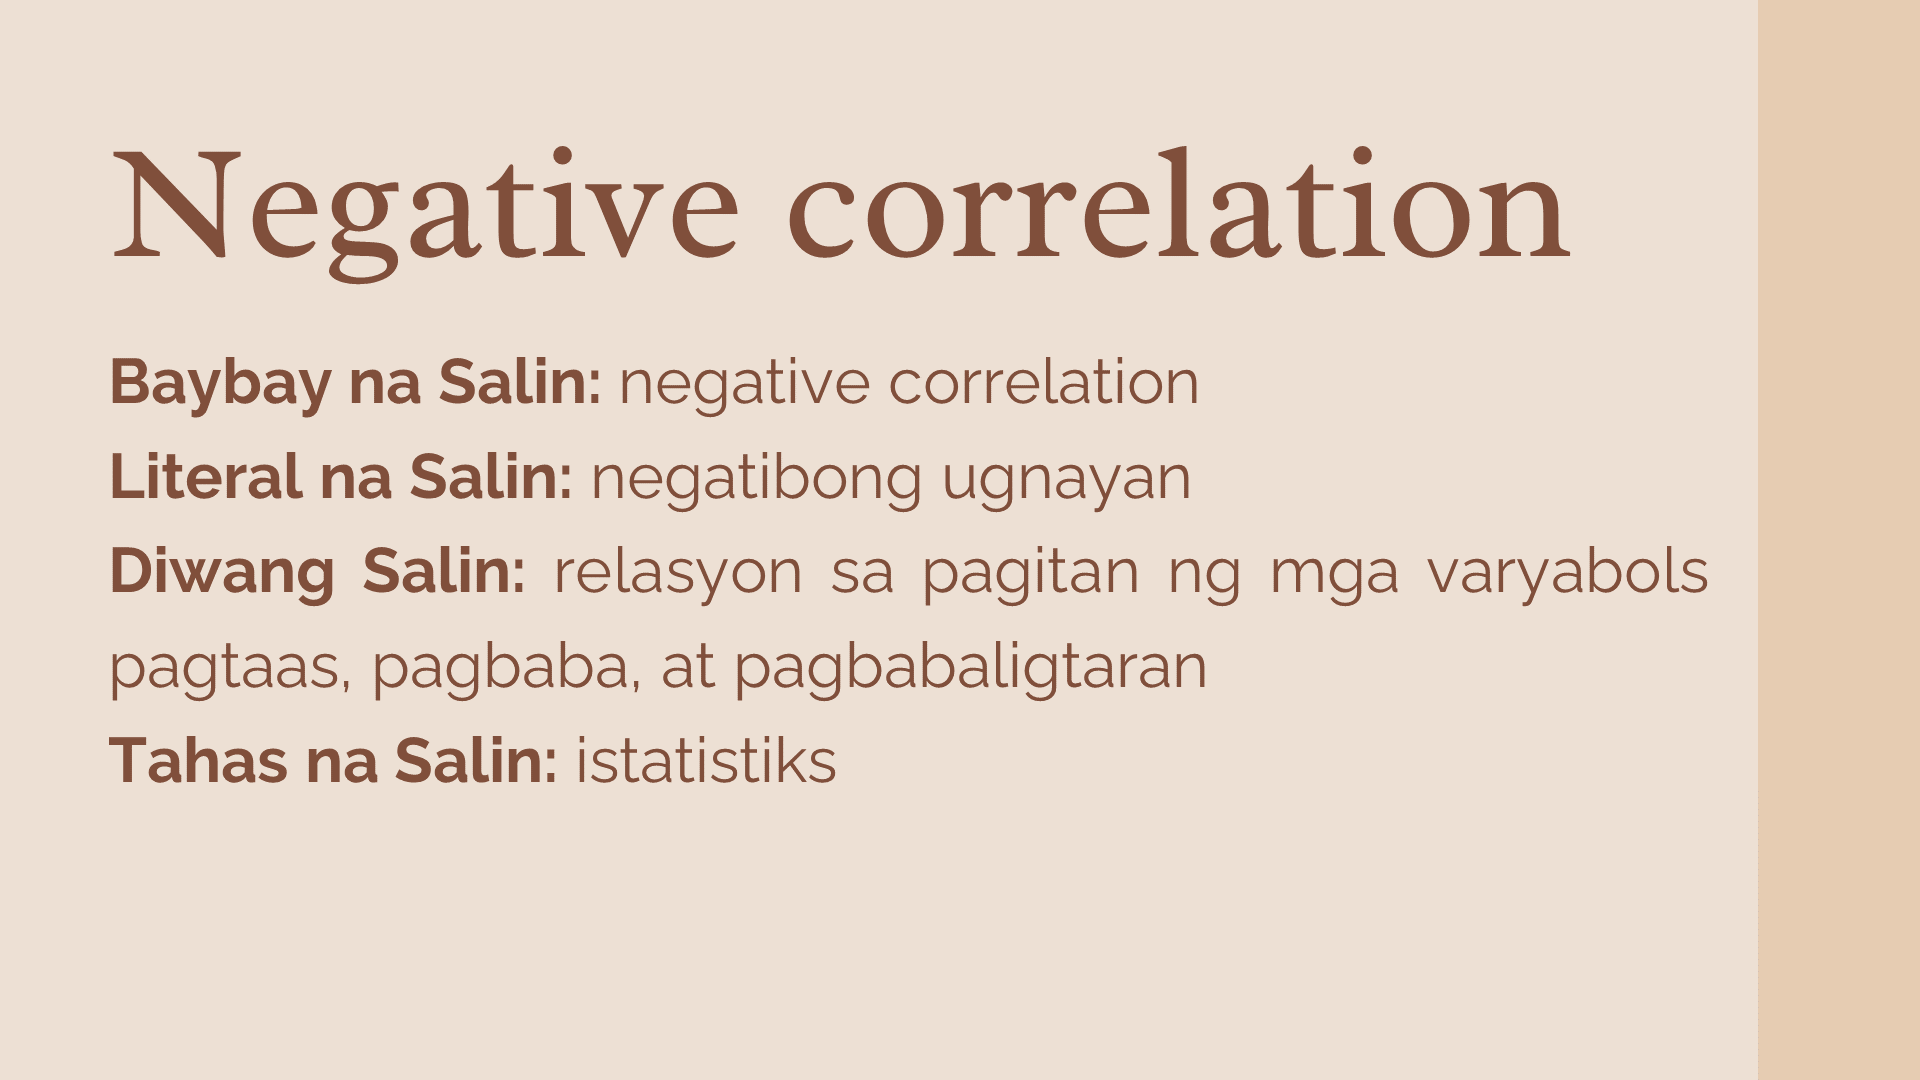 Negative correlation
Baybay na Salin: negative correlation
Literal na Salin: negatibong ugnayan
Diwang Salin: relasyon sa pagitan ng mga varyabols
pagtaas, pagbaba, at pagbabaligtaran
Tahas na Salin: istatistiks